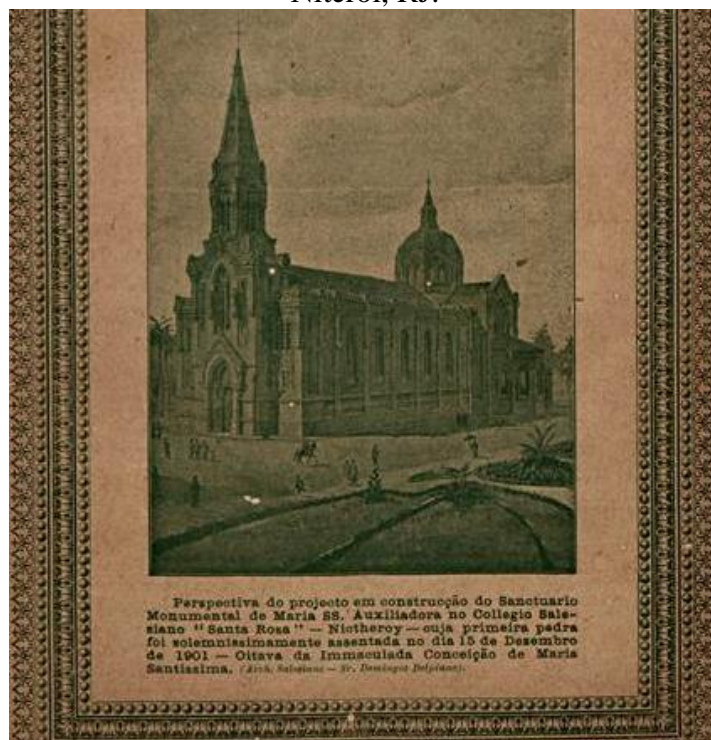 Niterói, RJ.
Perspectiva do projecto em construcção do Sanctuario
Monumental de Maria SS. Auxiliadora no Collegio Sale-
siano "Santa Rosa" — Nictheroy — cuja primeira pedra
foi solemnissimamente assentada no dia 15 de Dezembro
de 1901 — Oitava da Immaculada Conceição de Maria
Santissima. (Arch. Salesiano — Sr. Domingos Delpiano).